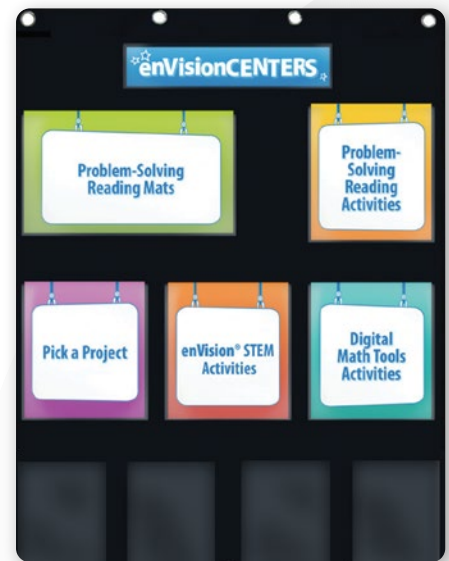 enVisionCENTERS
Problem-Solving
Reading Mats
Problem-
Solving
Reading
Activities
Pick a Project
enVision® STEM
Activities
Digital
Math Tools
Activities